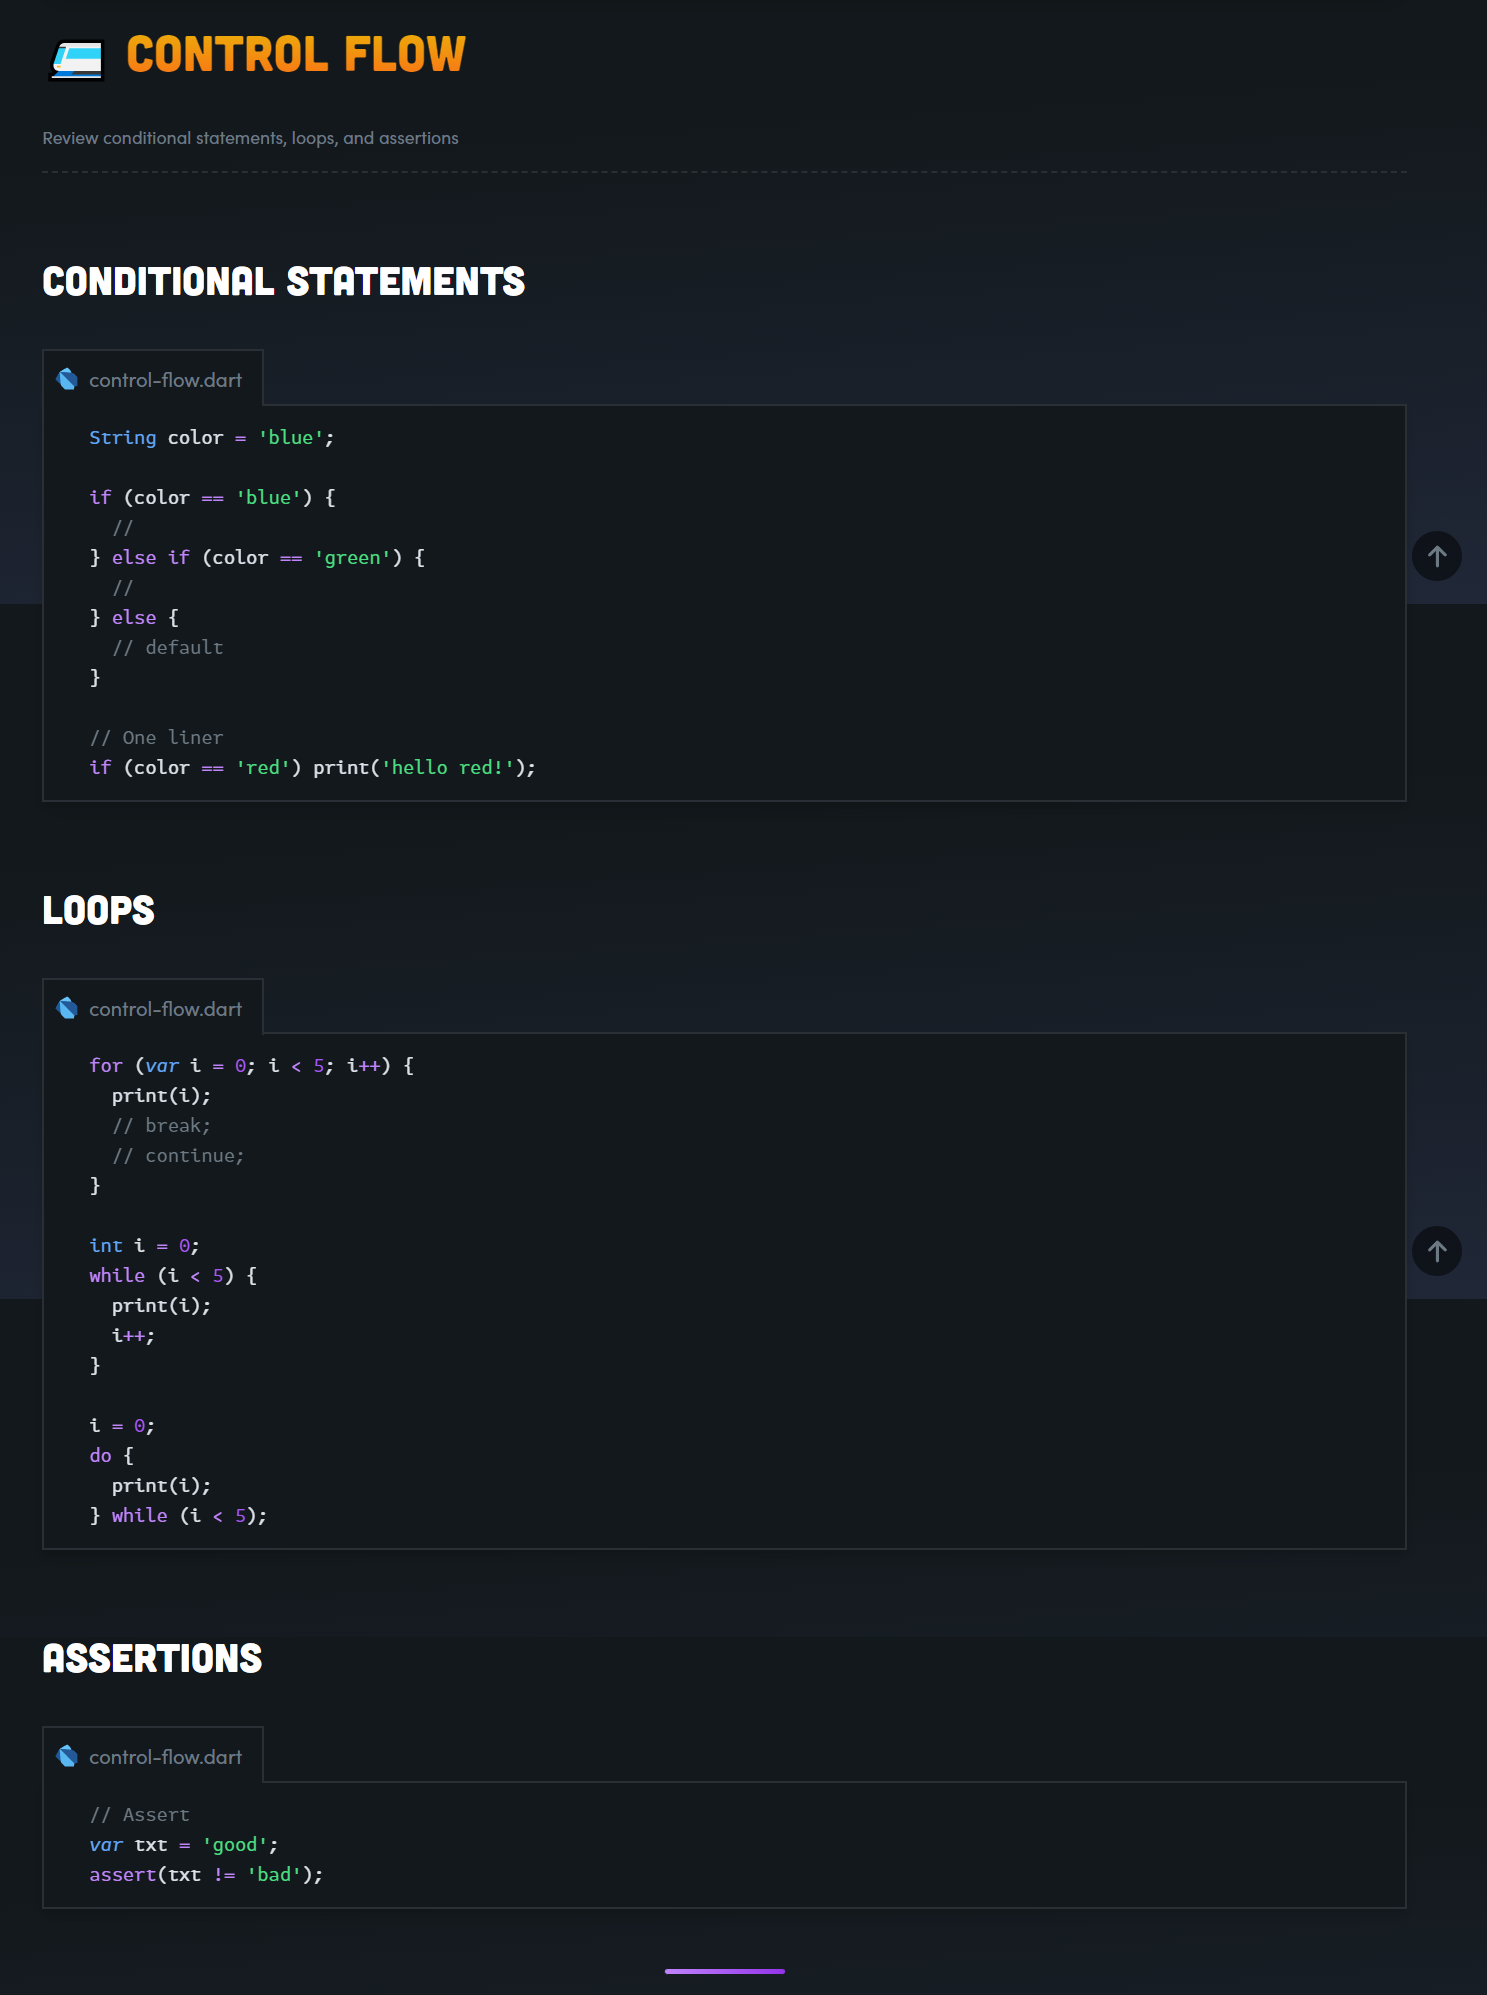 CONTROL FLOW
Review conditional statements, loops, and assertions
CONDITIONAL STATEMENTS
control-flow.dart
String color = 'blue';
if (color == 'blue') {
  //
} else if (color == 'green') {
  //
} else {
  // default
}
// One liner
if (color == 'red') print('hello red!');
LOOPS
control-flow.dart
for (var i = 0; i < 5; i++) {
  print(i);
  // break;
  // continue;
}
int i = 0;
while (i < 5) {
  print(i);
  i++;
}
i = 0;
do {
  print(i);
} while (i < 5);
ASSERTIONS
control-flow.dart
// Assert
var txt = 'good';
assert(txt != 'bad');